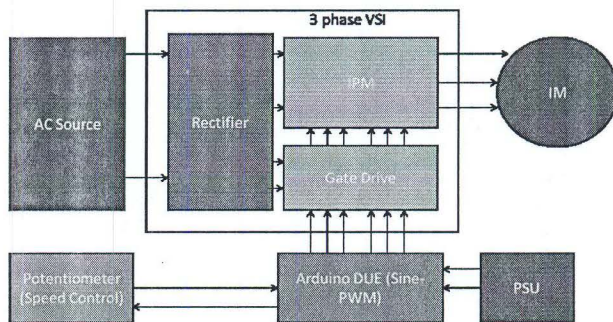 3 phase VSI
AC Source
Rectifier
IPM
IM
Gate Drive
Potentiometer
(Speed Control)
Arduino DUE (Sine-
PWM)
PSU